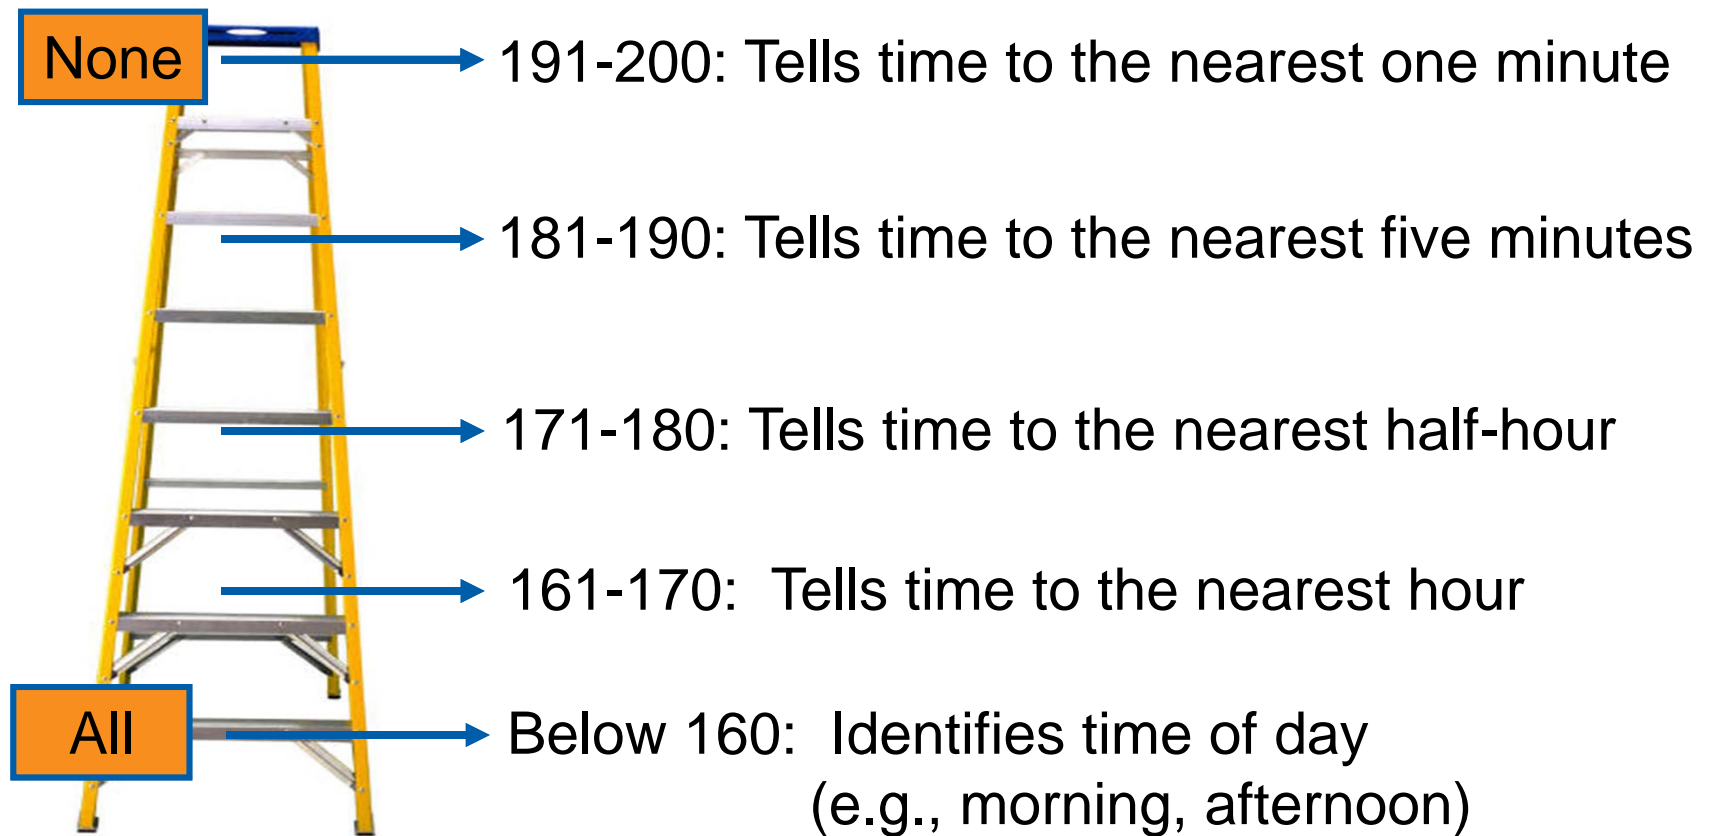 None
191-200: Tells time to the nearest one minute
181-190: Tells time to the nearest five minutes
171-180: Tells time to the nearest half-hour
161-170: Tells time to the nearest hour
All
Below 160: Identifies time of day
(e.g., morning, afternoon)